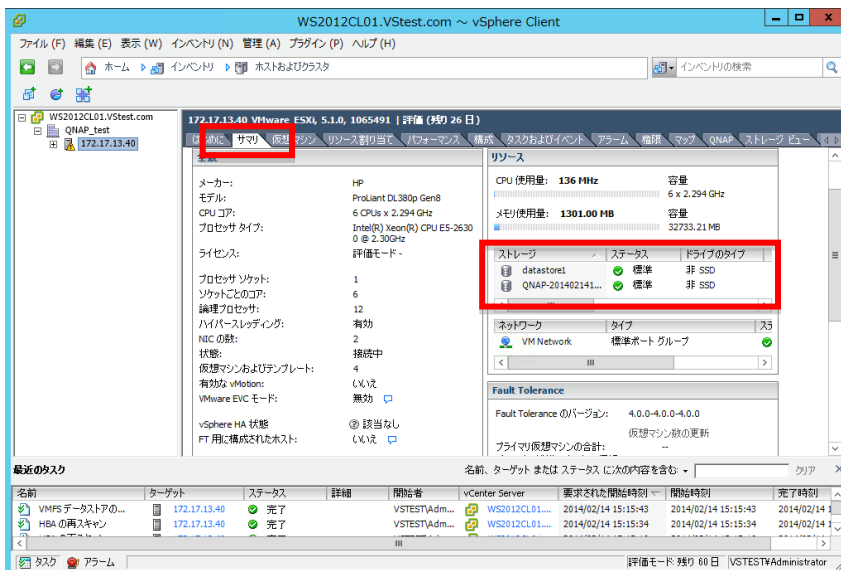 WS2012CL01.VStest.com ～ vSphere Client
ファイル (F) 編集 (E) 表示 (W) インベントリ (N) 管理 (A) プラグイン (P) ヘルプ (H)
ホーム インベントリ ホストおよびクラスタ インベントリの検索
WS2012CL01.VStest.com
QNAP_test
172.17.13.40
172.17.13.40 VMware ESXi, 5.1.0, 1065491 | 評価 (残り 26 日)
サマリ 仮想マシン リソース割り当て パフォーマンス 構成 タスクおよびイベント アラーム 権限 マップ QNAP ストレージ ビュー
メーカー: HP
モデル: ProLiant DL380p Gen8
CPU コア: 6 CPUs x 2.294 GHz
プロセッサ タイプ: Intel(R) Xeon(R) CPU E5-2630
0 @ 2.30GHz
ライセンス: 評価モード -
プロセッサ ソケット: 1
ソケットごとのコア: 6
論理プロセッサ: 12
ハイパースレッディング: 有効
NIC の数: 2
状態: 接続中
仮想マシンおよびテンプレート: 4
有効な vMotion: いいえ
VMware EVC モード: 無効
vSphere HA 状態 該当なし
FT 用に構成されたホスト: いいえ
リソース
CPU 使用量: 136 MHz 容量
6 x 2.294 GHz
メモリ使用量: 1301.00 MB 容量
32733.21 MB
ストレージ ステータス ドライブのタイプ
datastore1 標準 非 SSD
QNAP-201402141... 標準 非 SSD
ネットワーク タイプ ステ
VM Network 標準ポート グループ
Fault Tolerance
Fault Tolerance のバージョン: 4.0.0-4.0.0-4.0.0
仮想マシン数の更新
プライマリ仮想マシンの合計: --
最近のタスク 名前、ターゲット または ステータス に次の内容を含む: クリア
名前 ターゲット ステータス 詳細 開始者 vCenter Server 要求された開始時刻 開始時刻 完了時刻
VMFS データストアの... 172.17.13.40 完了 VSTEST\Adm... WS2012CL01.... 2014/02/14 15:15:43 2014/02/14 15:15:43 2014/02/14 1
HBA の再スキャン 172.17.13.40 完了 VSTEST\Adm... WS2012CL01.... 2014/02/14 15:15:34 2014/02/14 15:15:34 2014/02/14 1
タスク アラーム 評価モード: 残り 60 日 VSTEST¥Administrator